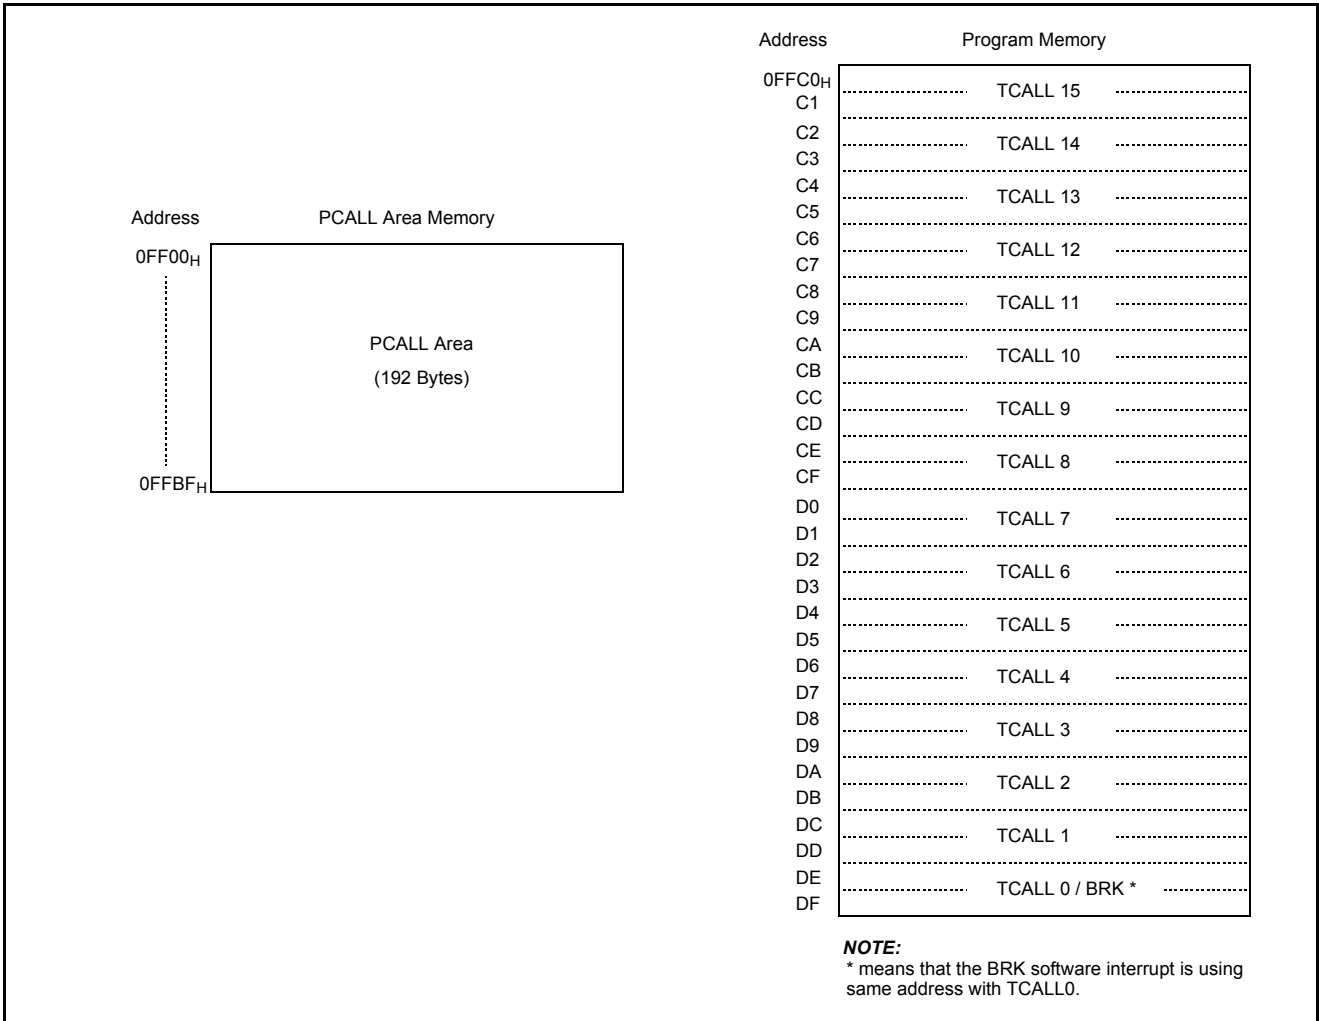 Address PCALL Area Memory
0FF00H
PCALL Area
(192 Bytes)
0FFBFH
Address Program Memory
0FFC0H
C1
TCALL 15
C2
C3
TCALL 14
C4
C5
TCALL 13
C6
C7
TCALL 12
C8
C9
TCALL 11
CA
CB
TCALL 10
CC
CD
TCALL 9
CE
CF
TCALL 8
D0
D1
TCALL 7
D2
D3
TCALL 6
D4
D5
TCALL 5
D6
D7
TCALL 4
D8
D9
TCALL 3
DA
DB
TCALL 2
DC
DD
TCALL 1
DE
DF
TCALL 0 / BRK *
NOTE:
* means that the BRK software interrupt is using
same address with TCALL0.